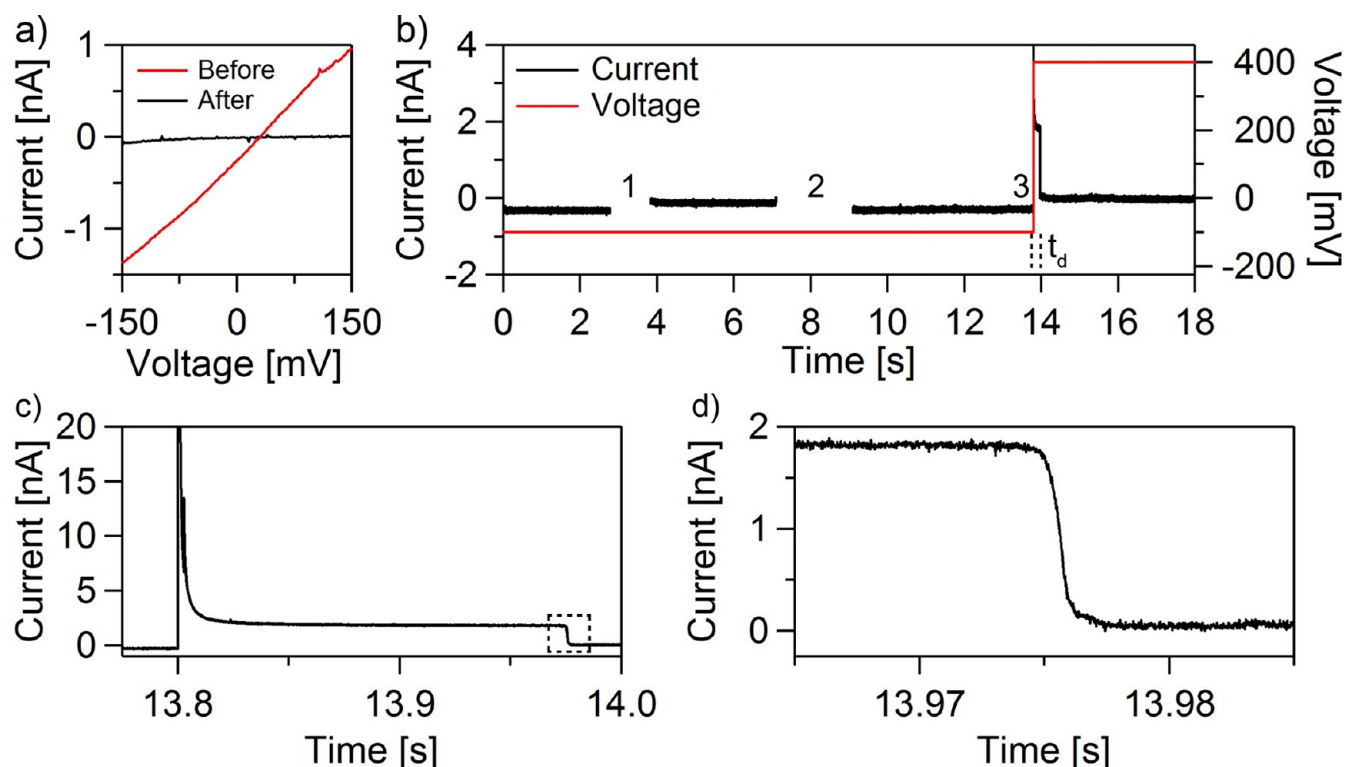 a)
1
0
-1
Current [nA]
Before
After
-150
0
150
Voltage [mV]
b)
4
2
0
-2
Current [nA]
Current
Voltage
1
2
3
t_d
400
200
0
-200
Voltage [mV]
0 2 4 6 8 10 12 14 16 18
Time [s]
c)
20
15
10
5
0
Current [nA]
13.8 13.9 14.0
Time [s]
d)
2
1
0
Current [nA]
13.97 13.98
Time [s]